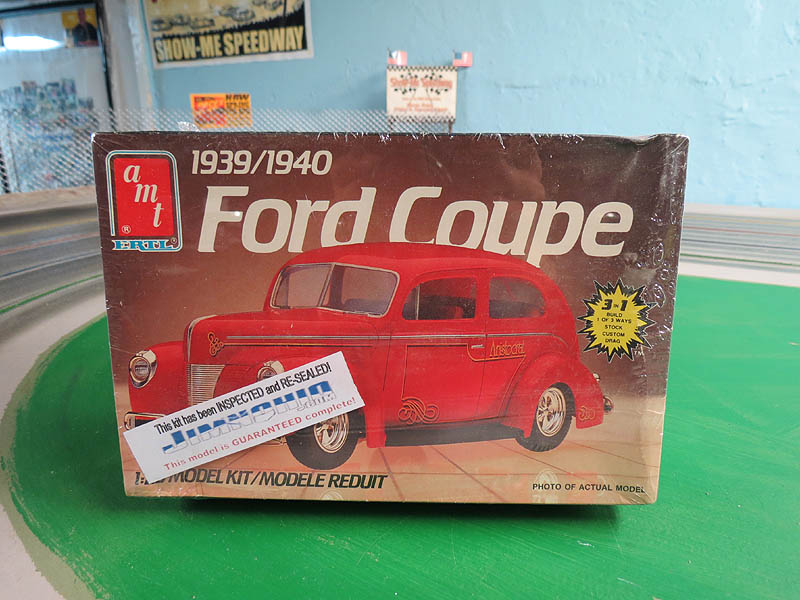 SHOW-ME SPEEDWAY
amt
®
ERTL®
1939/1940
Ford Coupe
3 in 1
BUILD
1 OF 3 WAYS
STOCK
CUSTOM
DRAG
Aristocrat
This kit has been INSPECTED and RE-SEALED!
This model is GUARANTEED complete!
MODEL KIT/MODELE REDUIT
PHOTO OF ACTUAL MODEL